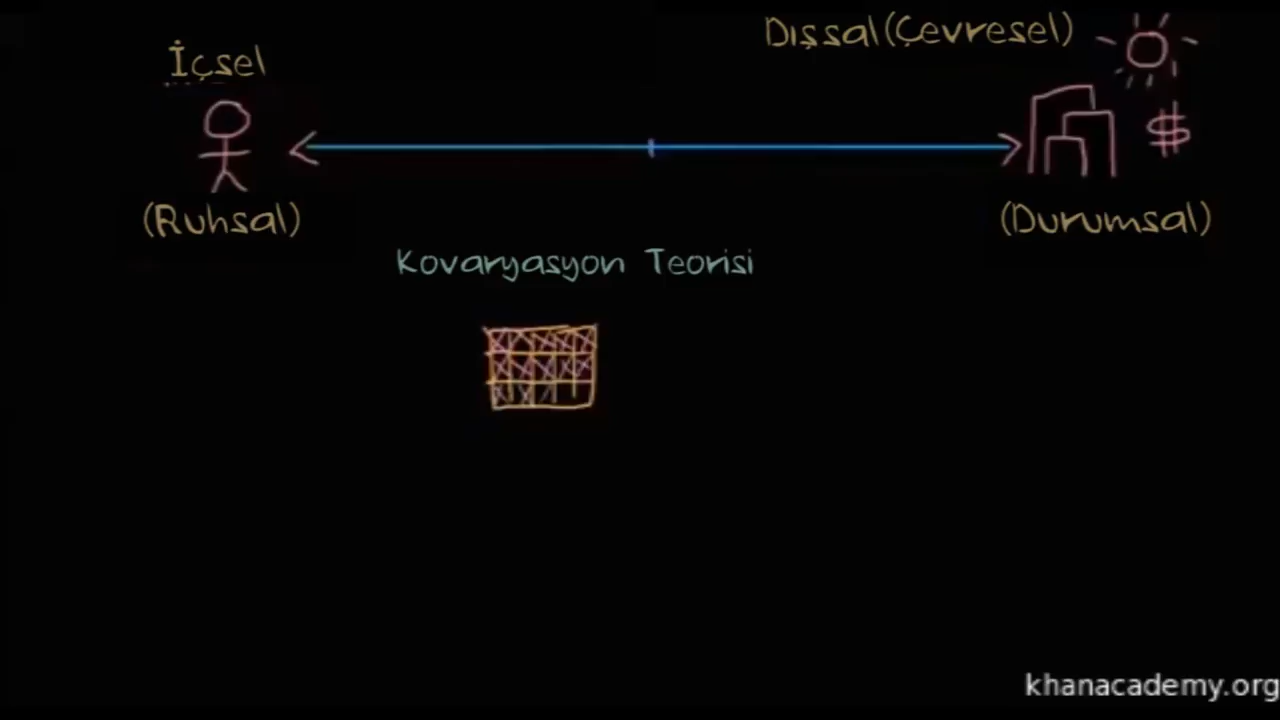 Dışsal(Çevresel)
İçsel
$
(Ruhsal)
(Durumsal)
Kovaryasyon Teorisi
khanacademy.org